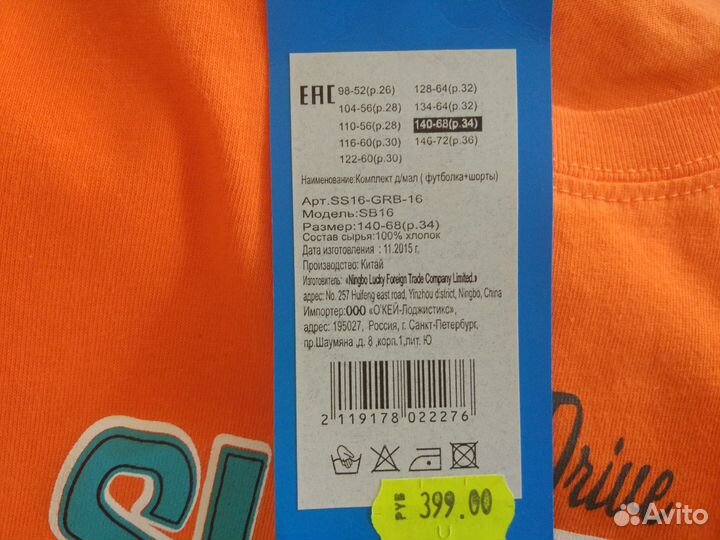 EAC
98-52(р.26) 128-64(р.32)
104-56(р.28) 134-64(р.32)
110-56(р.28) 140-68(р.34)
116-60(р.30) 146-72(р.36)
122-60(р.30)
Наименование:Комплект д/мал ( футболка+шорты)
Арт.SS16-GRB-16
Модель:SB16
Размер:140-68(р.34)
Состав сырья:100% хлопок
Дата изготовления : 11.2015 г.
Производство: Китай
Изготовитель: «Ningbo Lucky Foreign Trade Company Limited.»
адрес: No. 257 Huifeng east road, Yinzhou district, Ningbo, China
Импортер:ООО «О'КЕЙ-Лоджистикс»,
адрес: 195027, Россия, г. Санкт-Петербург,
пр.Шаумяна ,д. 8 ,корп.1,лит. Ю
2 119178 022276
РУБ 399.00
Drive
Avito